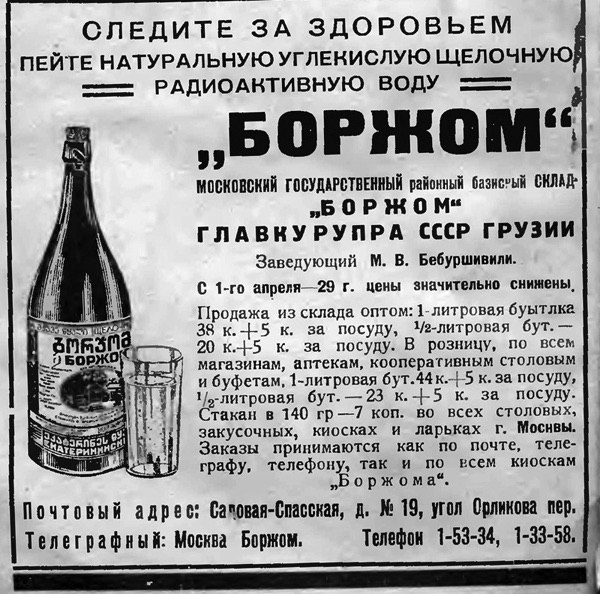 СЛЕДИТЕ ЗА ЗДОРОВЬЕМ
ПЕЙТЕ НАТУРАЛЬНУЮ УГЛЕКИСЛУЮ ЩЕЛОЧНУЮ
РАДИОАКТИВНУЮ ВОДУ
„БОРЖОМ“
МОСКОВСКИЙ ГОСУДАРСТВЕННЫЙ районный базисный СКЛАД-
„БОРЖОМ“
ГЛАВКУРУПРА СССР ГРУЗИИ
Заведующий М. В. Бебуршивили.
С 1-го апреля—29 г. цены значительно снижены.
Продажа из склада оптом: 1-литровая буытлка
38 к.+5 к. за посуду, 1/2-литровая бут.—
20 к.+5 к. за посуду. В розницу, по всем
магазинам, аптекам, кооперативным столовым
и буфетам, 1-литровая бут. 44 к.+5 к. за посуду,
1/2-литровая бут.—23 к.+5 к. за посуду.
Стакан в 140 гр—7 коп. во всех столовых,
закусочных, киосках и ларьках г. Москвы.
Заказы принимаются как по почте, теле-
графу, телефону, так и по всем киоскам
„Боржома“.
ბორჯომი
БОРЖОМ
Почтовый адрес: Садовая-Спасская, д. № 19, угол Орликова пер.
Телеграфный: Москва Боржом. Телефон 1-53-34, 1-33-58.